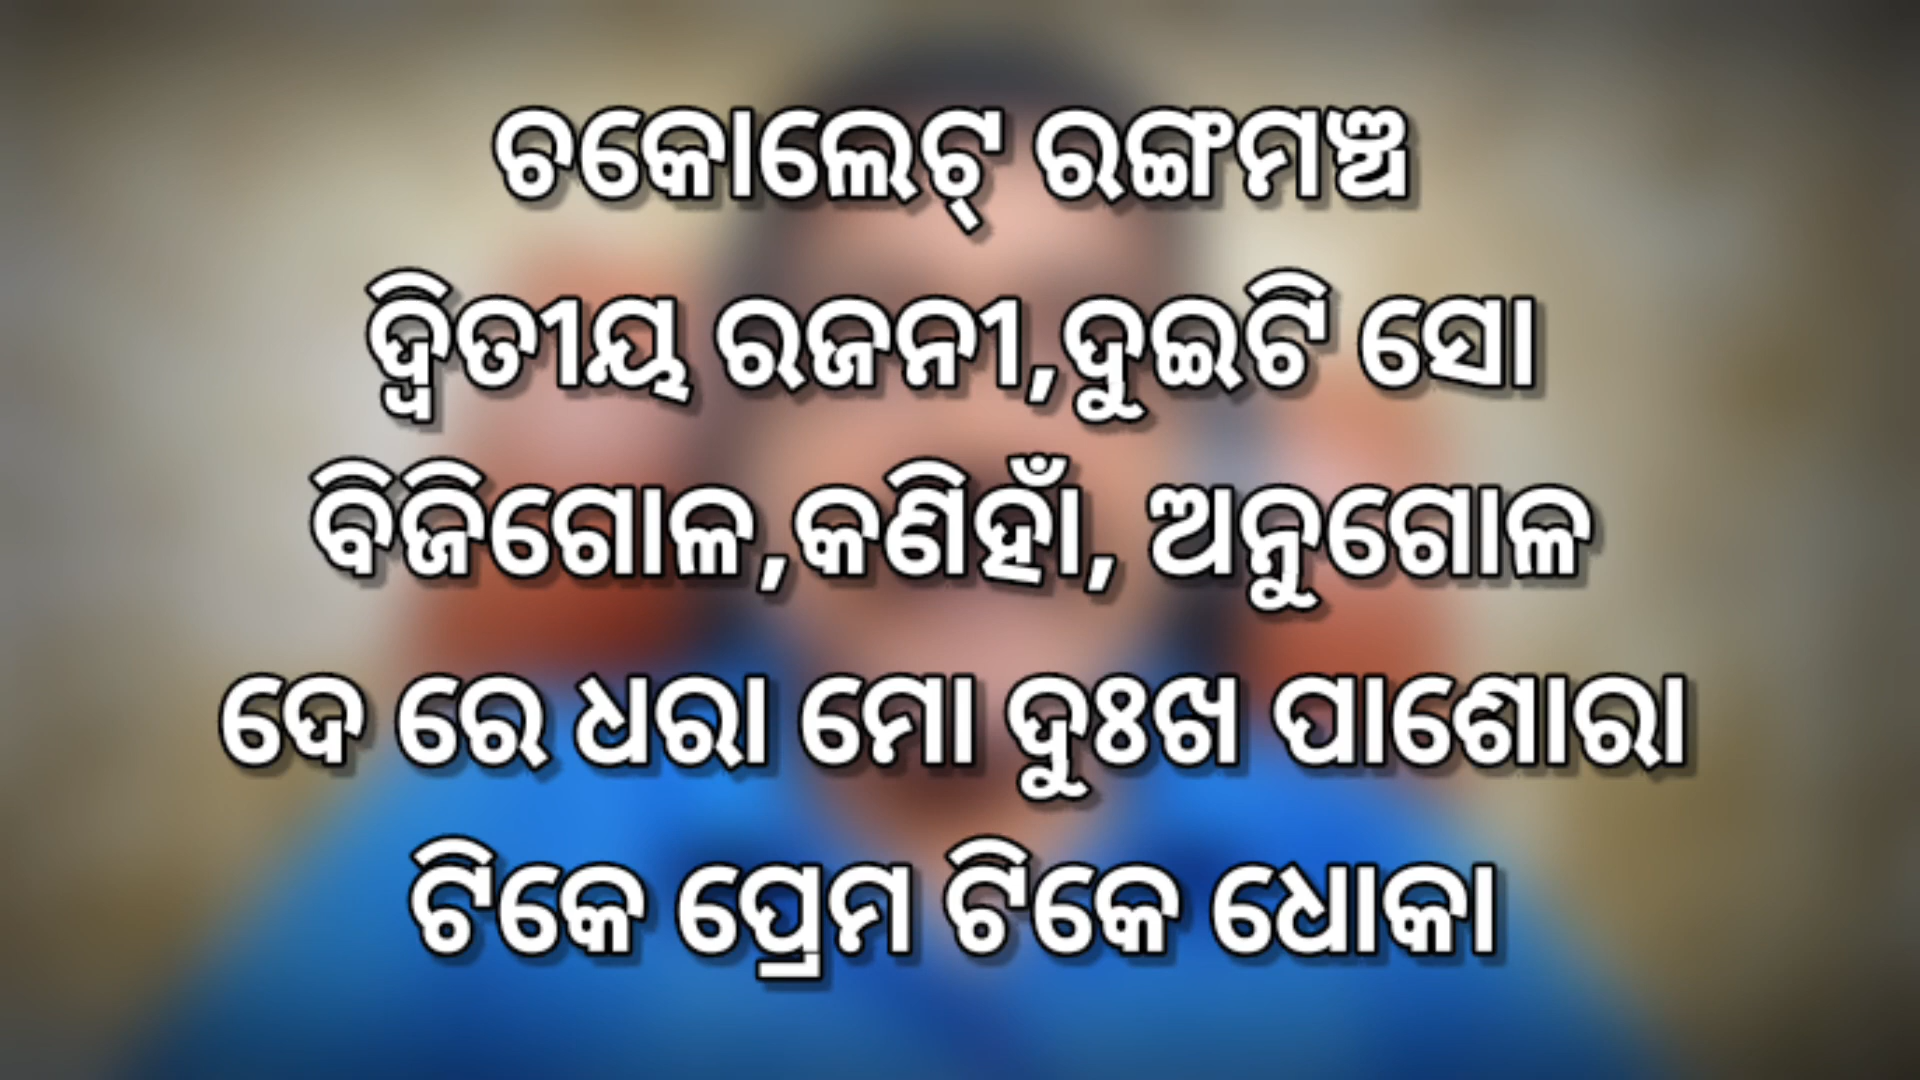 ଚକୋଲେଟ୍ ରଙ୍ଗମଞ୍ଚ
ଦ୍ଵିତୀୟ ରଜନୀ,ଦୁଇଟି ସୋ
ବିଜିଗୋଳ,କଣିହାଁ, ଅନୁଗୋଳ
ଦେ ରେ ଧରା ମୋ ଦୁଃଖ ପାଶୋରା
ଟିକେ ପ୍ରେମ ଟିକେ ଧୋକା